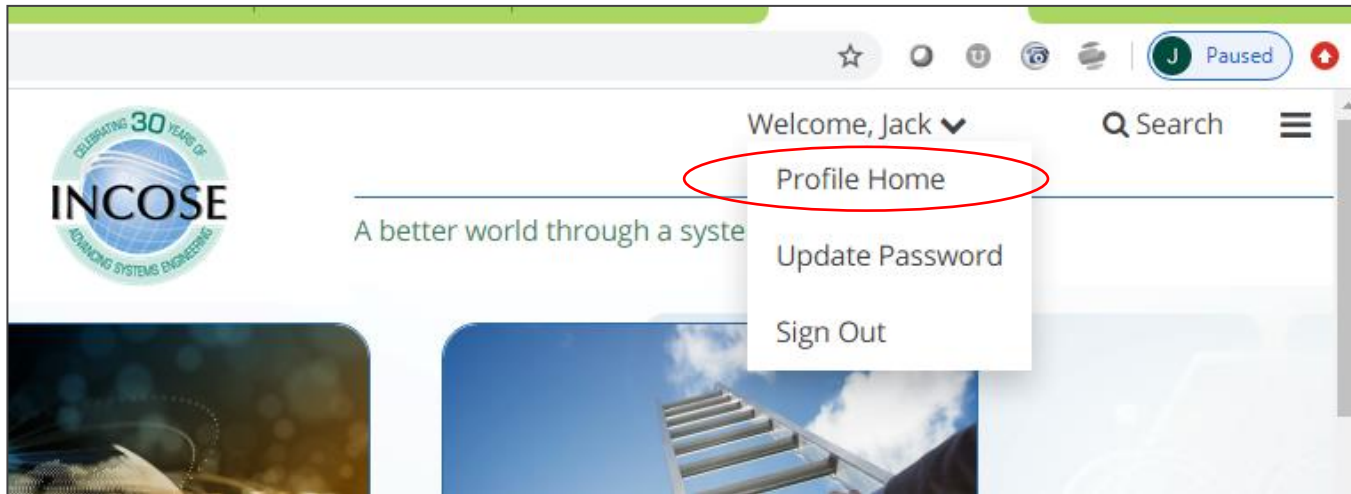 J Paused
CELEBRATING 30 YEARS OF
INCOSE
ADVANCING SYSTEMS ENGINEERING
Welcome, Jack
Search
Profile Home
A better world through a syste
Update Password
Sign Out